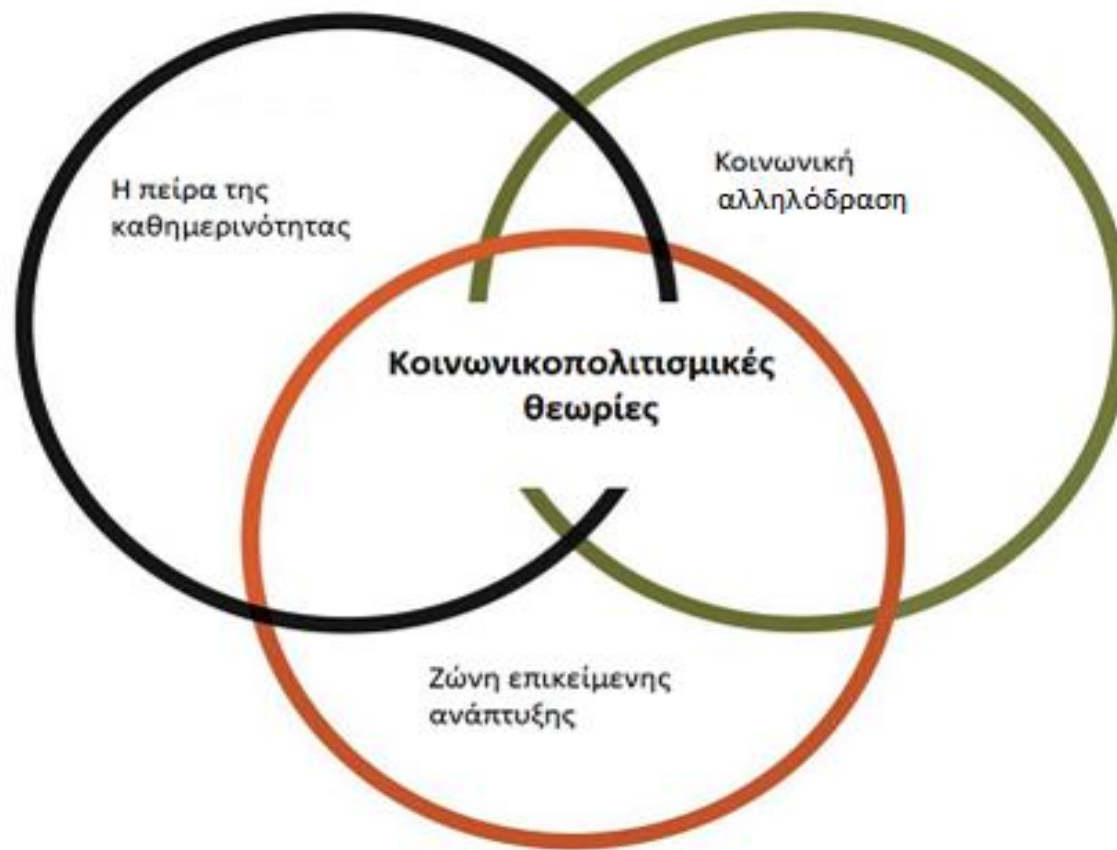 Η πείρα της
καθημερινότητας
Κοινωνική
αλληλόδραση
Κοινωνικοπολιτισμικές
θεωρίες
Ζώνη επικείμενης
ανάπτυξης